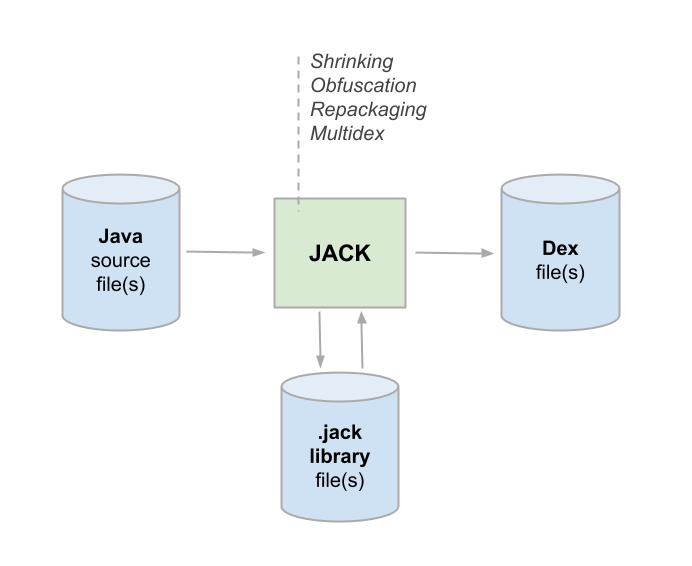 Shrinking
Obfuscation
Repackaging
Multidex
Java
source
file(s)
JACK
Dex
file(s)
.jack
library
file(s)